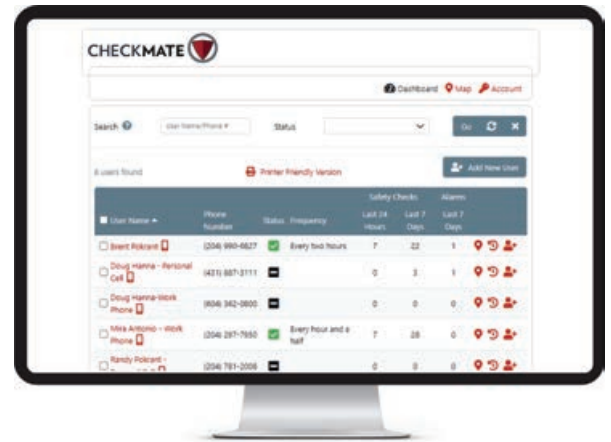 CHECKMATE
Dashboard Map Account
Search User Name/Phone # Status Go
6 users found Printer Friendly Version Add New User
Safety Checks Alarms
User Name Phone Number Status Frequency Last 24 Hours Last 7 Days Last 7 Days
Brent Pokrant (204) 990-6827 Every two hours 7 22 1
Doug Hanna - Personal Cell (431) 887-3111 0 3 1
Doug Hanna-Work Phone (604) 362-0800 0 0 0
Mira Antonio - Work Phone (204) 297-7650 Every hour and a half 7 28 0
Randy Pokrant - (204) 781-2006 0 0 0